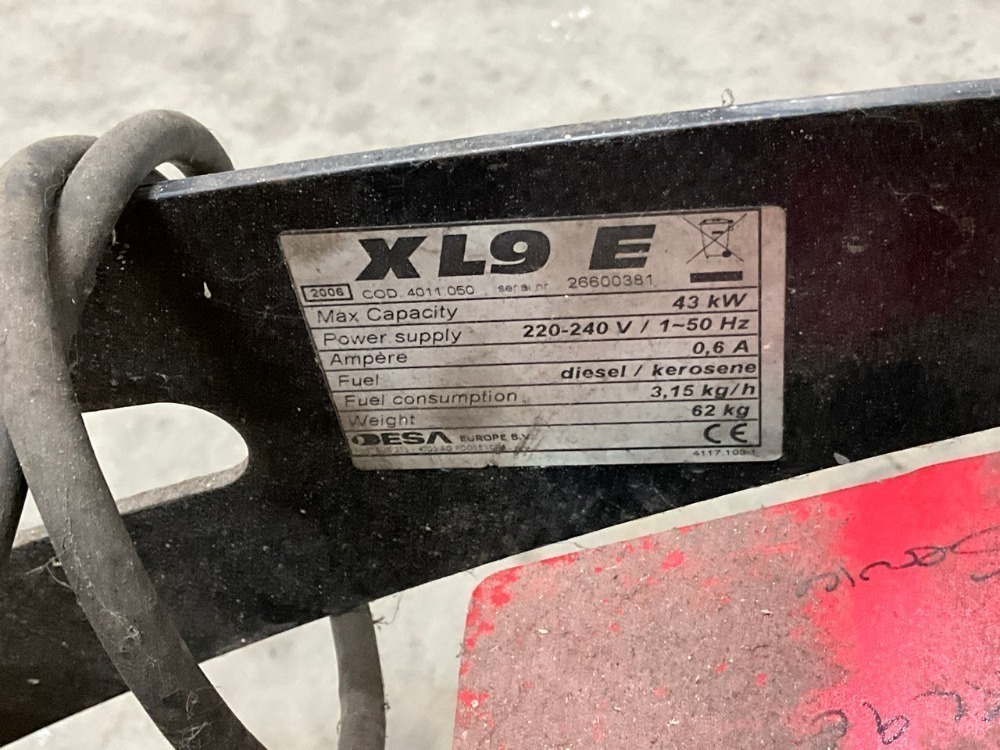 XL9 E
2006 COD. 4011.050 serial nr. 26600381
Max Capacity 43 kW
Power supply 220-240 V / 1~50 Hz
Ampère 0,6 A
Fuel diesel / kerosene
Fuel consumption 3,15 kg/h
Weight 62 kg
DESA EUROPE B.V. CE
4117.109-1